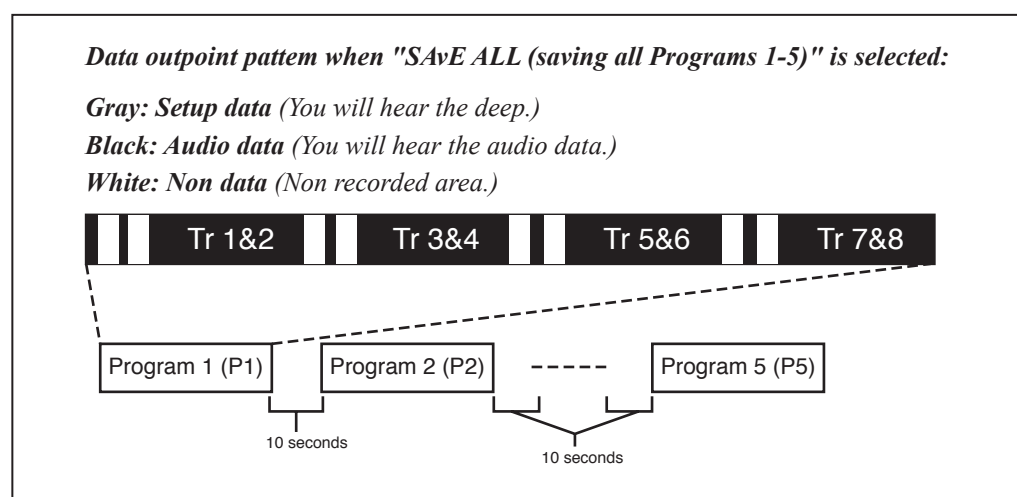 Data outpoint pattem when "SAvE ALL (saving all Programs 1-5)" is selected:
Gray: Setup data (You will hear the deep.)
Black: Audio data (You will hear the audio data.)
White: Non data (Non recorded area.)
Tr 1&2 Tr 3&4 Tr 5&6 Tr 7&8
Program 1 (P1) Program 2 (P2) Program 5 (P5)
10 seconds
10 seconds